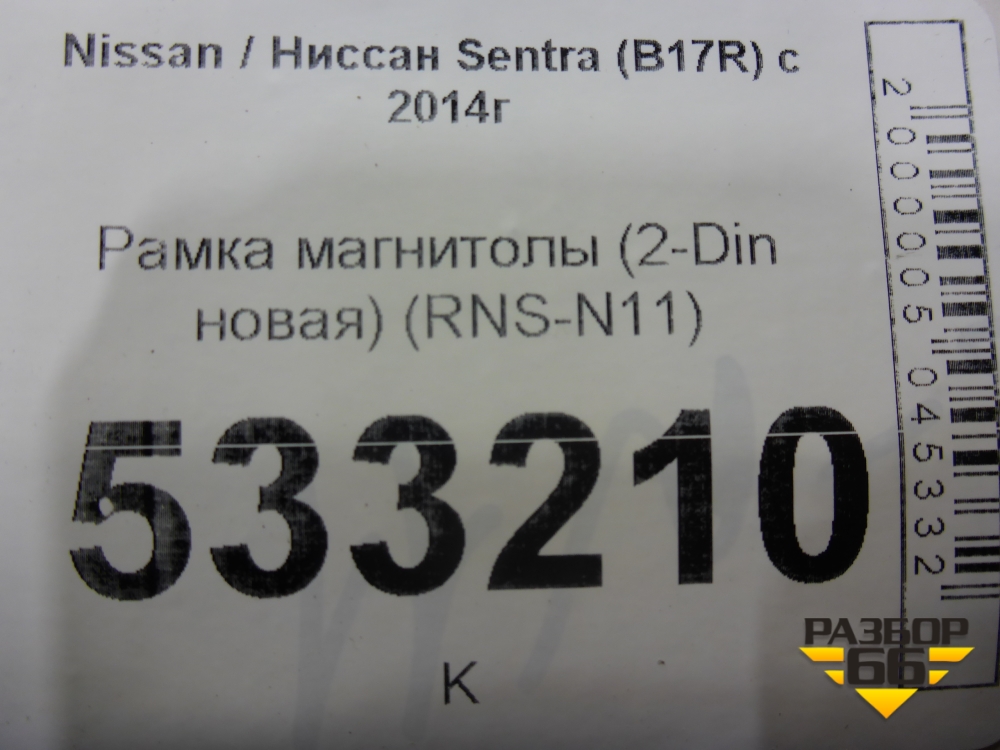 Nissan / Ниссан Sentra (B17R) с
2014г
Рамка магнитолы (2-Din
новая) (RNS-N11)
533210
К
2000005045332
РАЗБОР
66